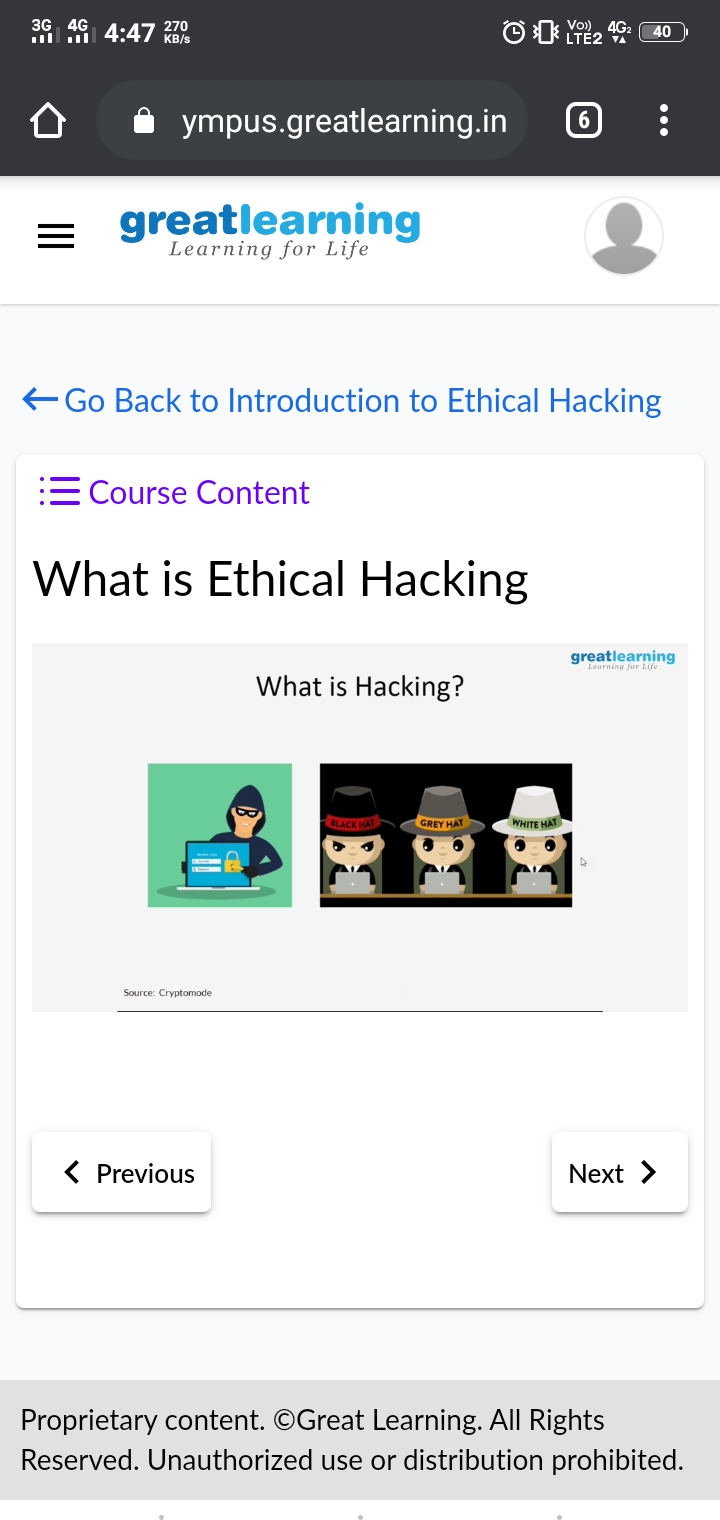 3G 4G 4:47 270 KB/s Vo)) LTE2 4G2 40
ympus.greatlearning.in 6
greatlearning
Learning for Life
Go Back to Introduction to Ethical Hacking
Course Content
What is Ethical Hacking
greatlearning
Learning for Life
What is Hacking?
BLACK HAT GREY HAT WHITE HAT
Source: Cryptomode
Previous Next
Proprietary content. ©Great Learning. All Rights
Reserved. Unauthorized use or distribution prohibited.